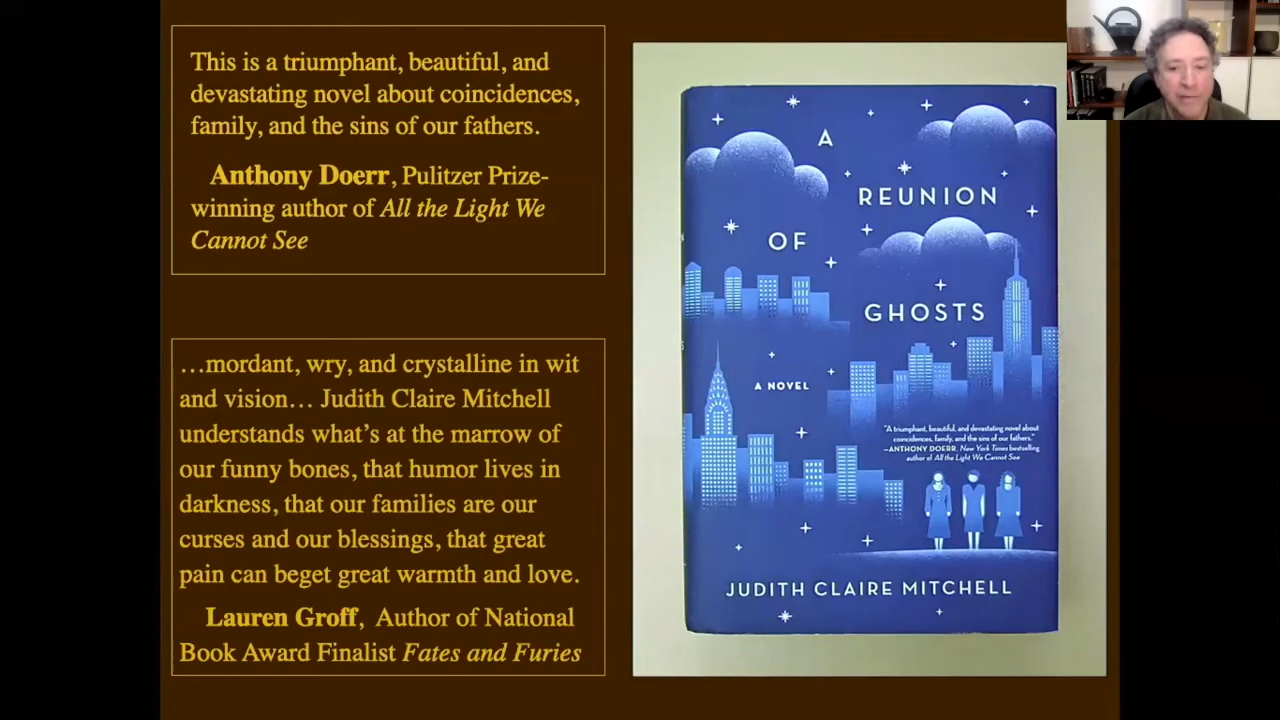 This is a triumphant, beautiful, and
devastating novel about coincidences,
family, and the sins of our fathers.
Anthony Doerr, Pulitzer Prize-
winning author of All the Light We
Cannot See
…mordant, wry, and crystalline in wit
and vision… Judith Claire Mitchell
understands what’s at the marrow of
our funny bones, that humor lives in
darkness, that our families are our
curses and our blessings, that great
pain can beget great warmth and love.
Lauren Groff, Author of National
Book Award Finalist Fates and Furies
A
REUNION
OF
GHOSTS
A NOVEL
"A triumphant, beautiful, and devastating novel about
coincidences, family, and the sins of our fathers."
—ANTHONY DOERR, New York Times bestselling
author of All the Light We Cannot See
JUDITH CLAIRE MITCHELL